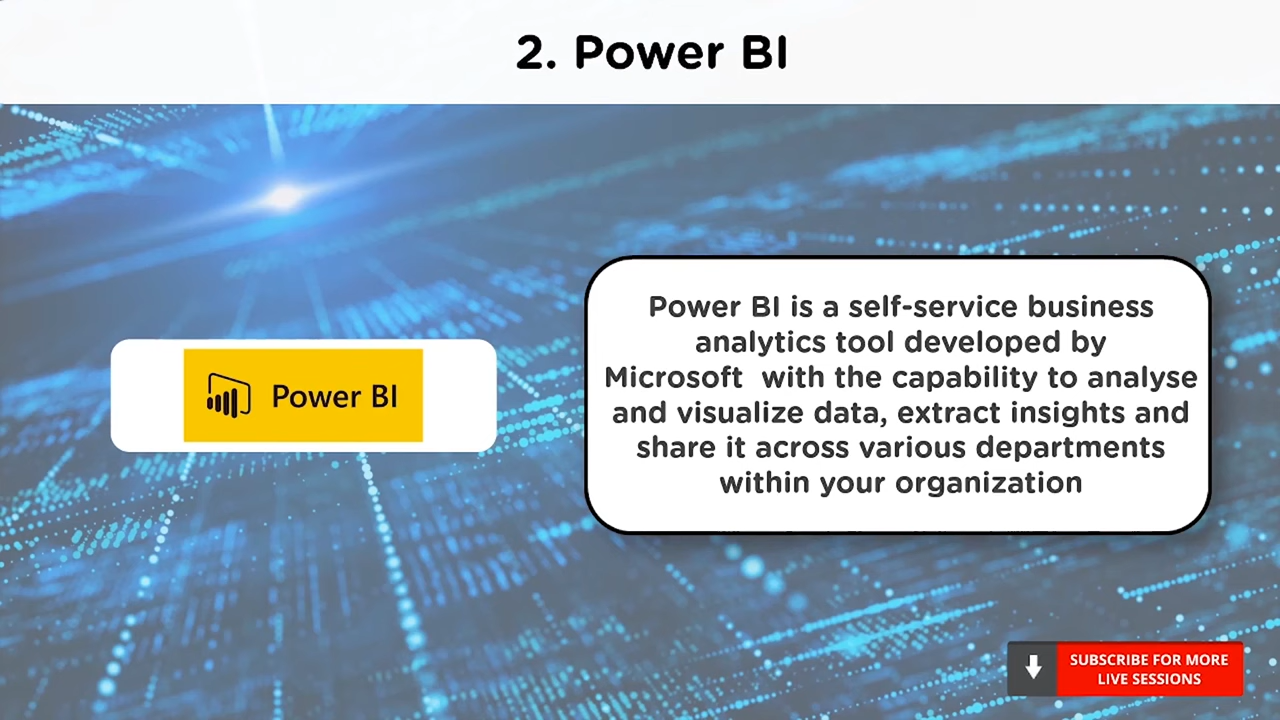 2. Power BI
Power BI
Power BI is a self-service business
analytics tool developed by
Microsoft  with the capability to analyse
and visualize data, extract insights and
share it across various departments
within your organization
SUBSCRIBE FOR MORE
LIVE SESSIONS